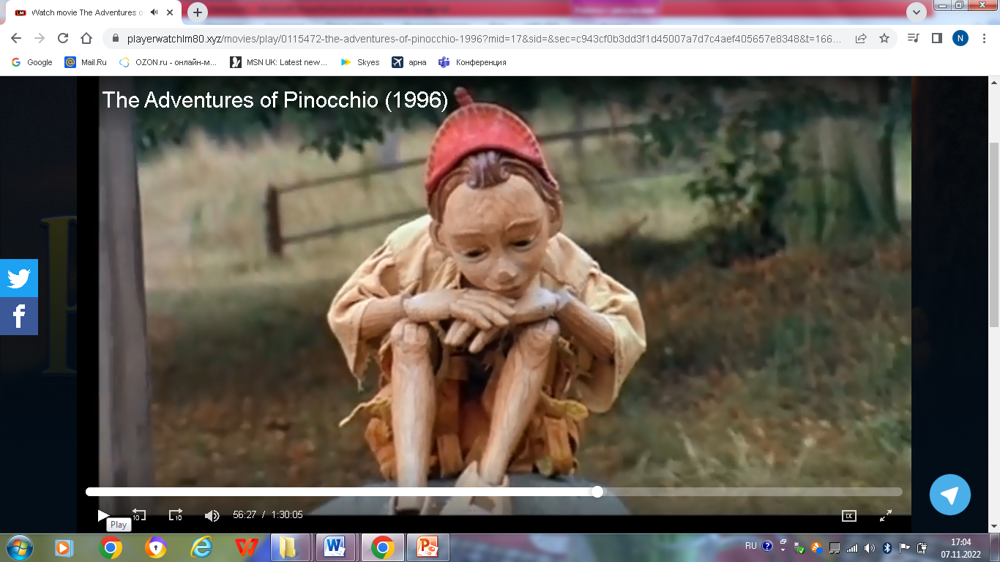 Watch movie The Adventures o
playerwatchlm80.xyz/movies/play/0115472-the-adventures-of-pinocchio-1996?mid=17&sid=&sec=c943cf0b3dd3f1d45007a7d7c4aef405657e8348&t=166...
N
Google
Mail.Ru
OZON.ru - онлайн-м...
MSN UK: Latest new...
Skyes
арна
Конференция
The Adventures of Pinocchio (1996)
10
10
56:27 / 1:30:05
Play
RU
17:04
07.11.2022